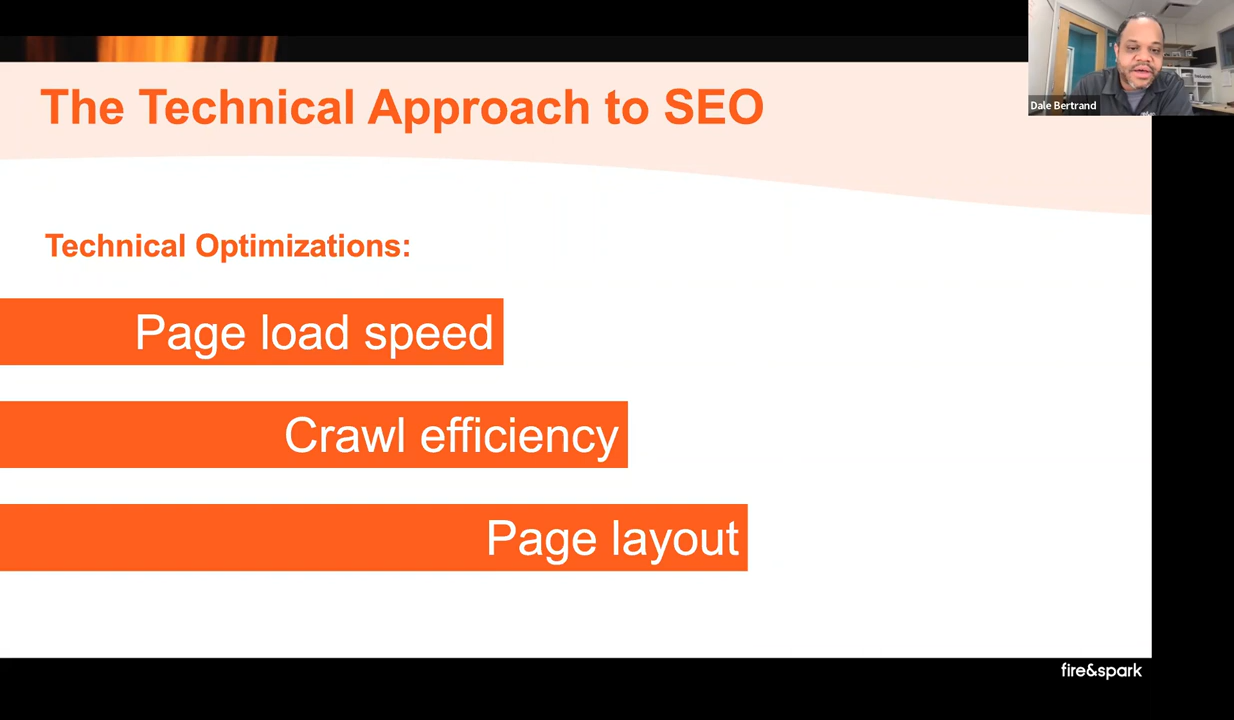 The Technical Approach to SEO
Dale Bertrand
Technical Optimizations:
Page load speed
Crawl efficiency
Page layout
fire&spark